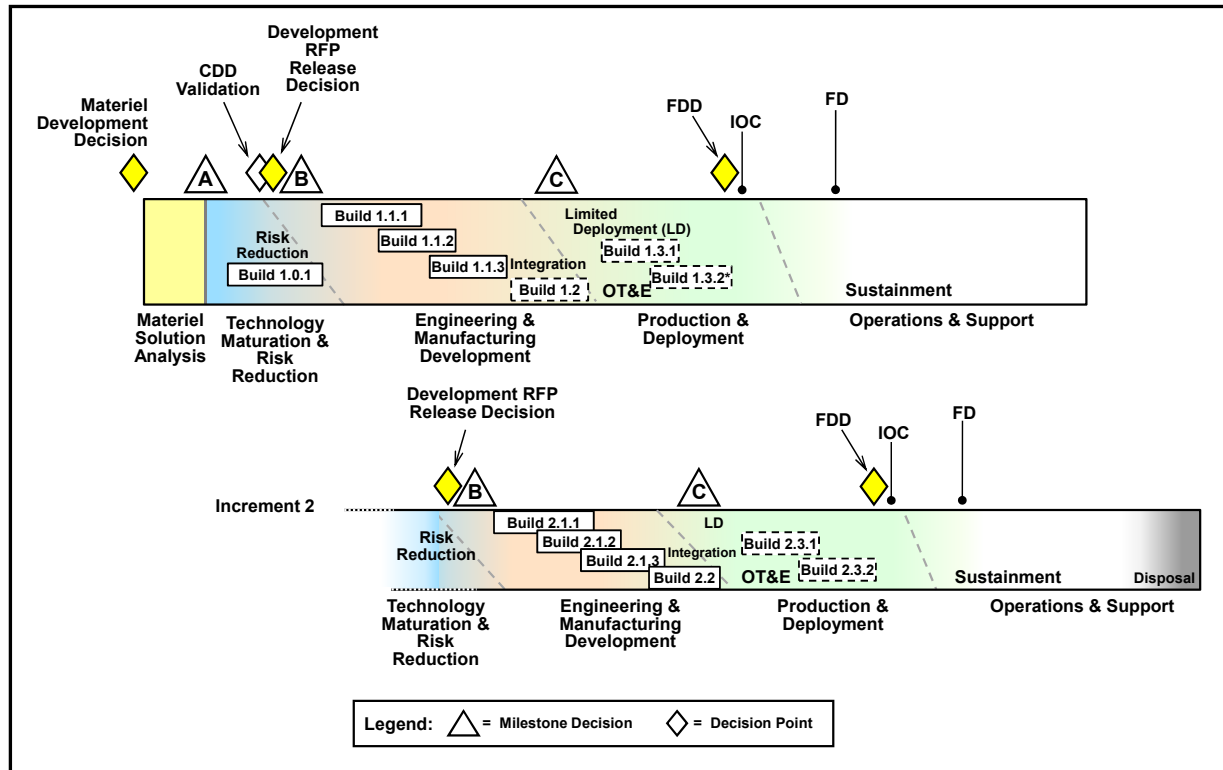 Development
RFP
Release
Decision
CDD
Validation
Materiel
Development
Decision
FDD
IOC
FD
A
B
C
Build 1.1.1
Build 1.1.2
Build 1.1.3
Risk
Reduction
Build 1.0.1
Integration
Build 1.2
Limited
Deployment (LD)
Build 1.3.1
Build 1.3.2*
OT&E
Sustainment
Materiel
Solution
Analysis
Technology
Maturation &
Risk
Reduction
Engineering &
Manufacturing
Development
Production &
Deployment
Operations & Support
Development RFP
Release Decision
FDD
IOC
FD
B
C
Increment 2
Risk
Reduction
Build 2.1.1
Build 2.1.2
Build 2.1.3
Integration
Build 2.2
LD
Build 2.3.1
Build 2.3.2
OT&E
Sustainment
Disposal
Technology
Maturation &
Risk
Reduction
Engineering &
Manufacturing
Development
Production &
Deployment
Operations & Support
Legend: = Milestone Decision = Decision Point